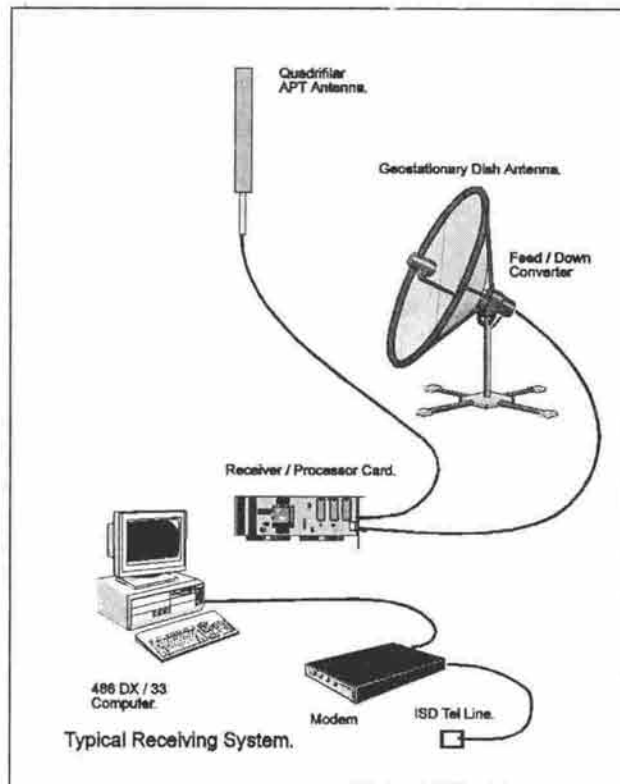 Quadrifilar
APT Antenna.
Geostationary Dish Antenna.
Feed / Down
Converter
Receiver / Processor Card.
486 DX / 33
Computer.
Modem
ISD Tel Line.
Typical Receiving System.